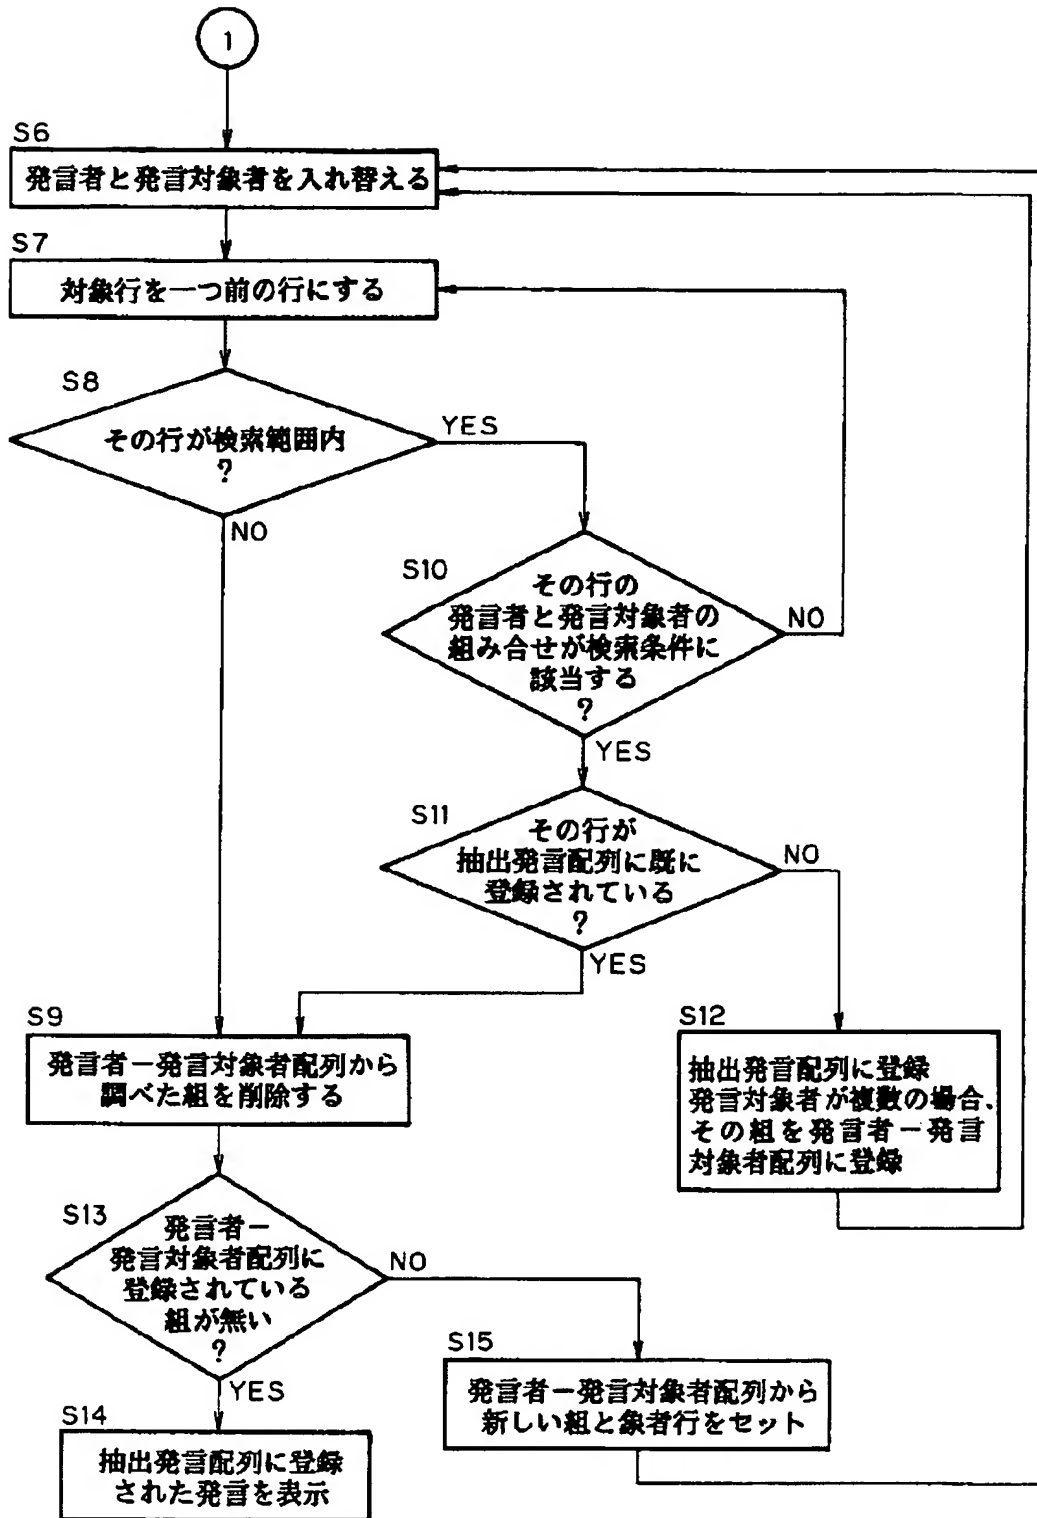 1
S6
発言者と発言対象者を入れ替える
S7
対象行を一つ前の行にする
S8
その行が検索範囲内
?
YES
NO
S10
その行の
発言者と発言対象者の
組み合せが検索条件に
該当する
?
NO
YES
S11
その行が
抽出発言配列に既に
登録されている
?
NO
YES
S9
発言者－発言対象者配列から
調べた組を削除する
S12
抽出発言配列に登録
発言対象者が複数の場合、
その組を発言者－発言
対象者配列に登録
S13
発言者－
発言対象者配列に
登録されている
組が無い
?
NO
YES
S15
発言者－発言対象者配列から
新しい組と象者行をセット
S14
抽出発言配列に登録
された発言を表示